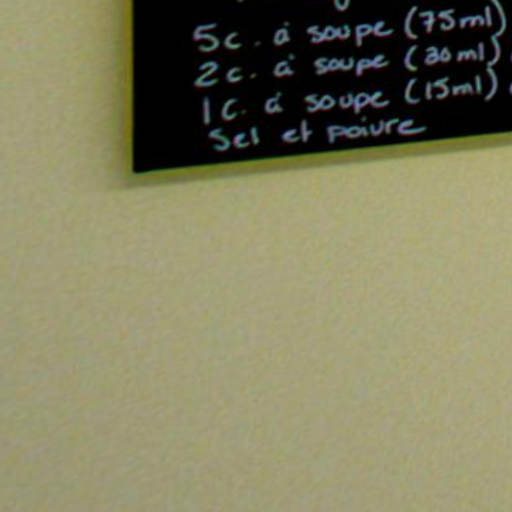 5c. à soupe (75ml)
2c. à soupe (30ml)
1c. à soupe (15ml)
Sel et poivre